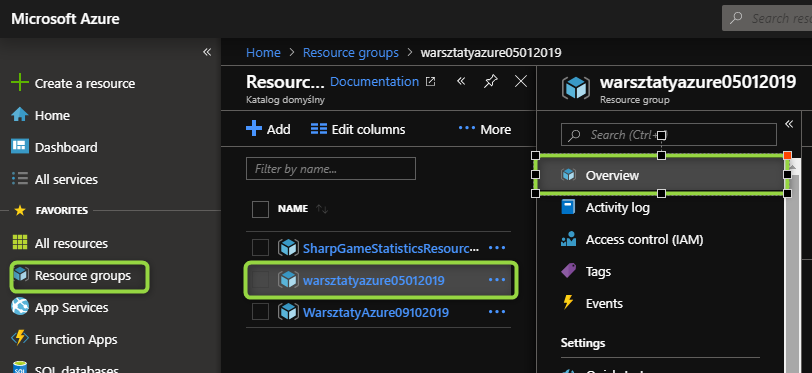 Microsoft Azure
Search resou
«
Create a resource
Home
Dashboard
All services
FAVORITES
All resources
Resource groups
App Services
Function Apps
SQL databases
Home > Resource groups > warsztatyazure05012019
Resourc... Documentation «
Katalog domyślny
Add Edit columns ··· More
Filter by name...
NAME
SharpGameStatisticsResourc... ···
warsztatyazure05012019 ···
WarsztatyAzure09102019 ···
warsztatyazure05012019
Resource group
Search (Ctrl+/) «
Overview
Activity log
Access control (IAM)
Tags
Events
Settings